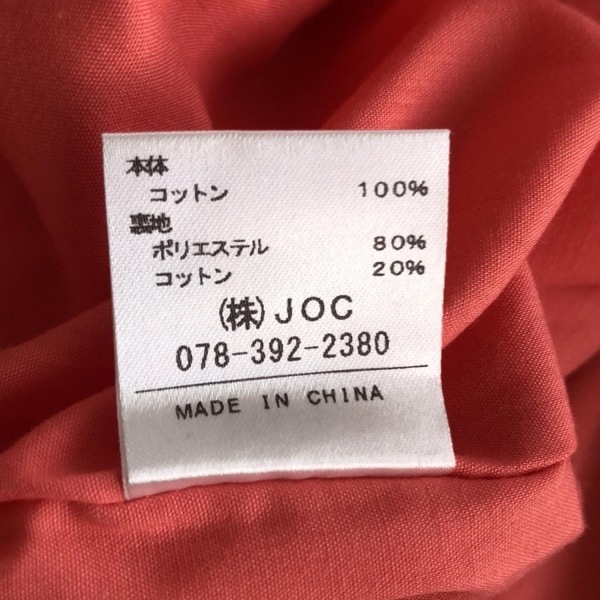 本体
コットン 100%
裏地
ポリエステル 80%
コットン 20%
(株)JOC
078-392-2380
MADE IN CHINA